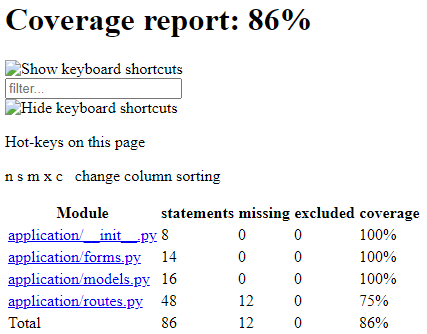 Coverage report: 86%
Show keyboard shortcuts
filter...
Hide keyboard shortcuts
Hot-keys on this page
n s m x c change column sorting
Module statements missing excluded coverage
application/__init__.py 8 0 0 100%
application/forms.py 14 0 0 100%
application/models.py 16 0 0 100%
application/routes.py 48 12 0 75%
Total 86 12 0 86%